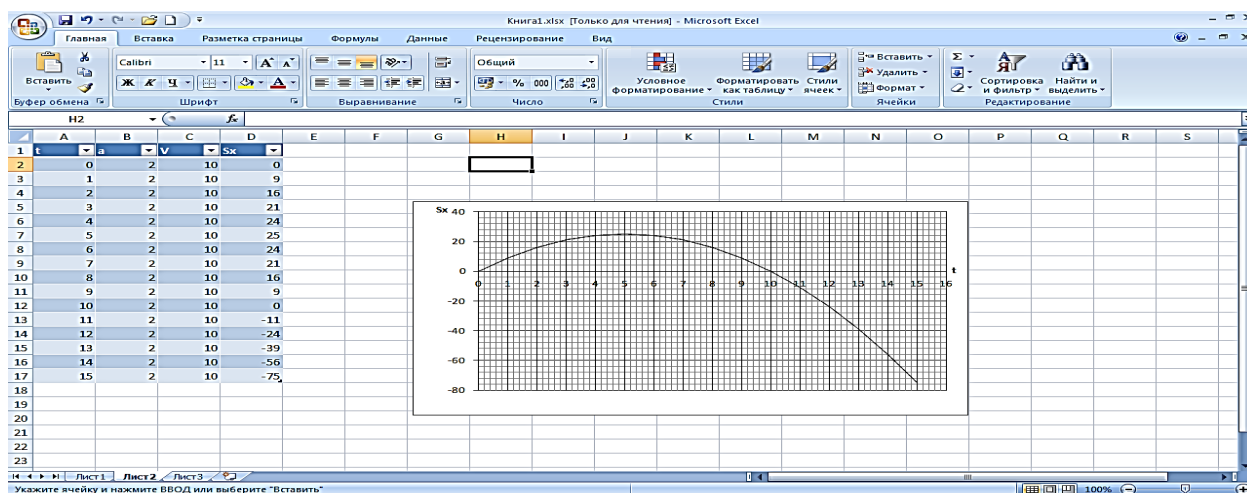 Книга1.xlsx [Только для чтения] - Microsoft Excel
Главная Вставка Разметка страницы Формулы Данные Рецензирование Вид
Вставить
Calibri 11 A A
Ж К Ч A
Общий
% 000
Условное форматирование
Форматировать как таблицу
Стили ячеек
Вставить
Удалить
Формат
Σ
Сортировка и фильтр
Найти и выделить
Буфер обмена Шрифт Выравнивание Число Стили Ячейки Редактирование
H2 fx
A B C D E F G H I J K L M N O P Q R S
1 t a V Sx
2 0 2 10 0
3 1 2 10 9
4 2 2 10 16
5 3 2 10 21
6 4 2 10 24
7 5 2 10 25
8 6 2 10 24
9 7 2 10 21
10 8 2 10 16
11 9 2 10 9
12 10 2 10 0
13 11 2 10 -11
14 12 2 10 -24
15 13 2 10 -39
16 14 2 10 -56
17 15 2 10 -75
18
19
20
21
22
23
Sx 40
20
0
-20
-40
-60
-80
0 1 2 3 4 5 6 7 8 9 10 11 12 13 14 15 16
t
Лист1 Лист2 Лист3
Укажите ячейку и нажмите ВВОД или выберите "Вставить"
100%